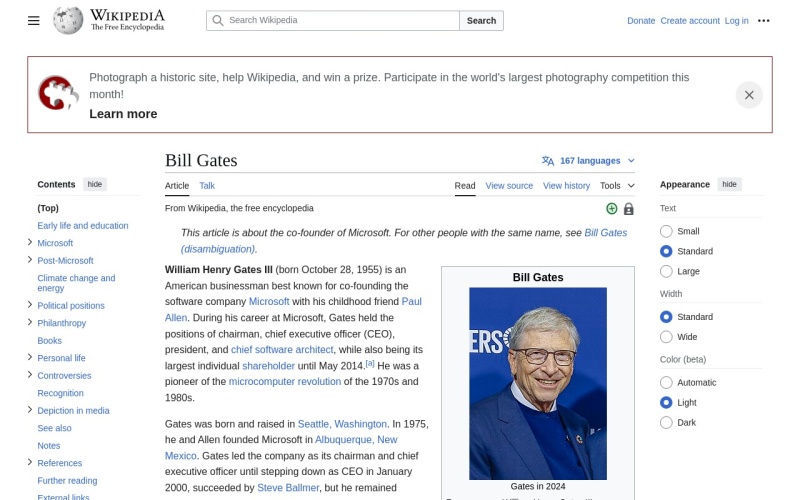 WIKIPEDIA
The Free Encyclopedia
Search Wikipedia
Search
Donate Create account Log in
Photograph a historic site, help Wikipedia, and win a prize. Participate in the world's largest photography competition this
month!
Learn more
Bill Gates
167 languages
Article Talk
Read View source View history Tools
From Wikipedia, the free encyclopedia
Contents hide
(Top)
Early life and education
Microsoft
Post-Microsoft
Climate change and
energy
Political positions
Philanthropy
Books
Personal life
Controversies
Recognition
Depiction in media
See also
Notes
References
Further reading
External links
This article is about the co-founder of Microsoft. For other people with the same name, see Bill Gates
(disambiguation).
William Henry Gates III (born October 28, 1955) is an
American businessman best known for co-founding the
software company Microsoft with his childhood friend Paul
Allen. During his career at Microsoft, Gates held the
positions of chairman, chief executive officer (CEO),
president, and chief software architect, while also being its
largest individual shareholder until May 2014.[a] He was a
pioneer of the microcomputer revolution of the 1970s and
1980s.
Gates was born and raised in Seattle, Washington. In 1975,
he and Allen founded Microsoft in Albuquerque, New
Mexico. Gates led the company as its chairman and chief
executive officer until stepping down as CEO in January
2000, succeeded by Steve Ballmer, but he remained
Bill Gates
ERS
Gates in 2024
Appearance hide
Text
Small
Standard
Large
Width
Standard
Wide
Color (beta)
Automatic
Light
Dark